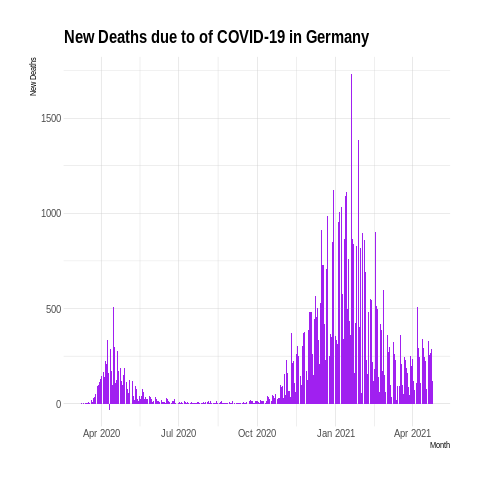 New Deaths due to of COVID-19 in Germany
New Deaths
1500
1000
500
0
Apr 2020
Jul 2020
Oct 2020
Jan 2021
Apr 2021
Month